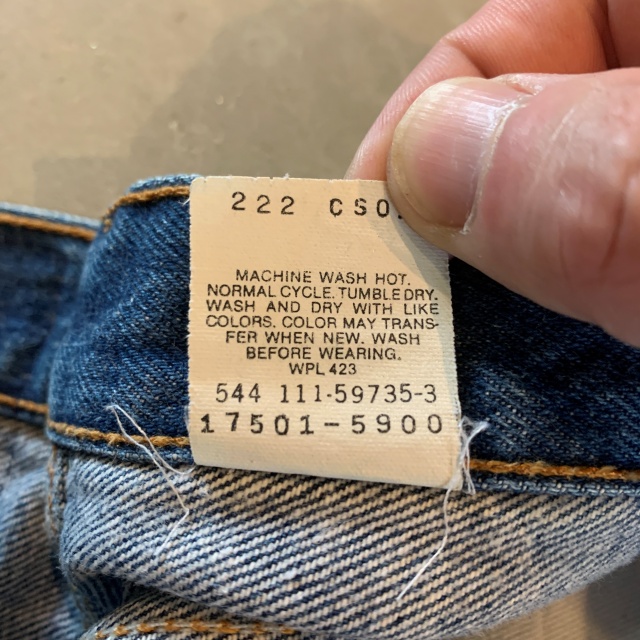 222 CS0
MACHINE WASH HOT.
NORMAL CYCLE. TUMBLE DRY.
WASH AND DRY WITH LIKE
COLORS. COLOR MAY TRANS-
FER WHEN NEW. WASH
BEFORE WEARING.
WPL 423
544 111-59735-3
17501-5900